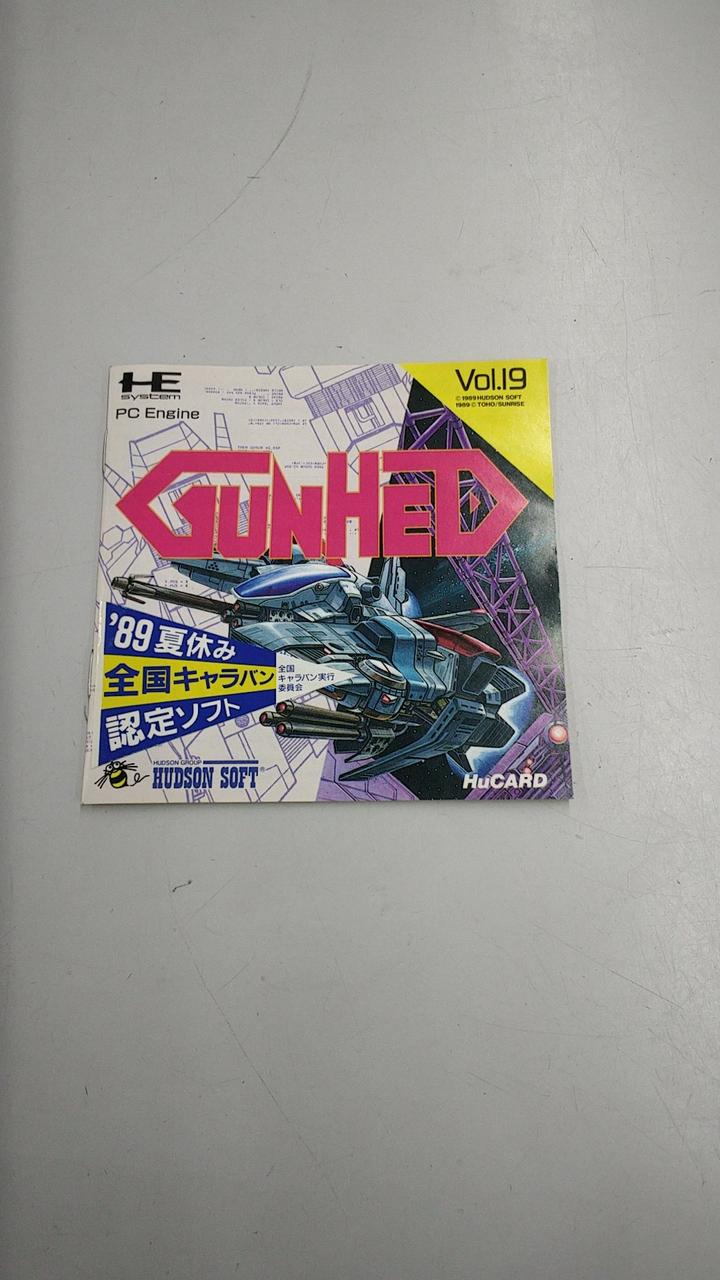 HE
system
PC Engine
Vol.19
© 1989 HUDSON SOFT
1989 © TOHO/SUNRISE
GUNHED
'89夏休み
全国キャラバン
認定ソフト
全国
キャラバン実行
委員会
HUDSON GROUP
HUDSON SOFT®
HuCARD